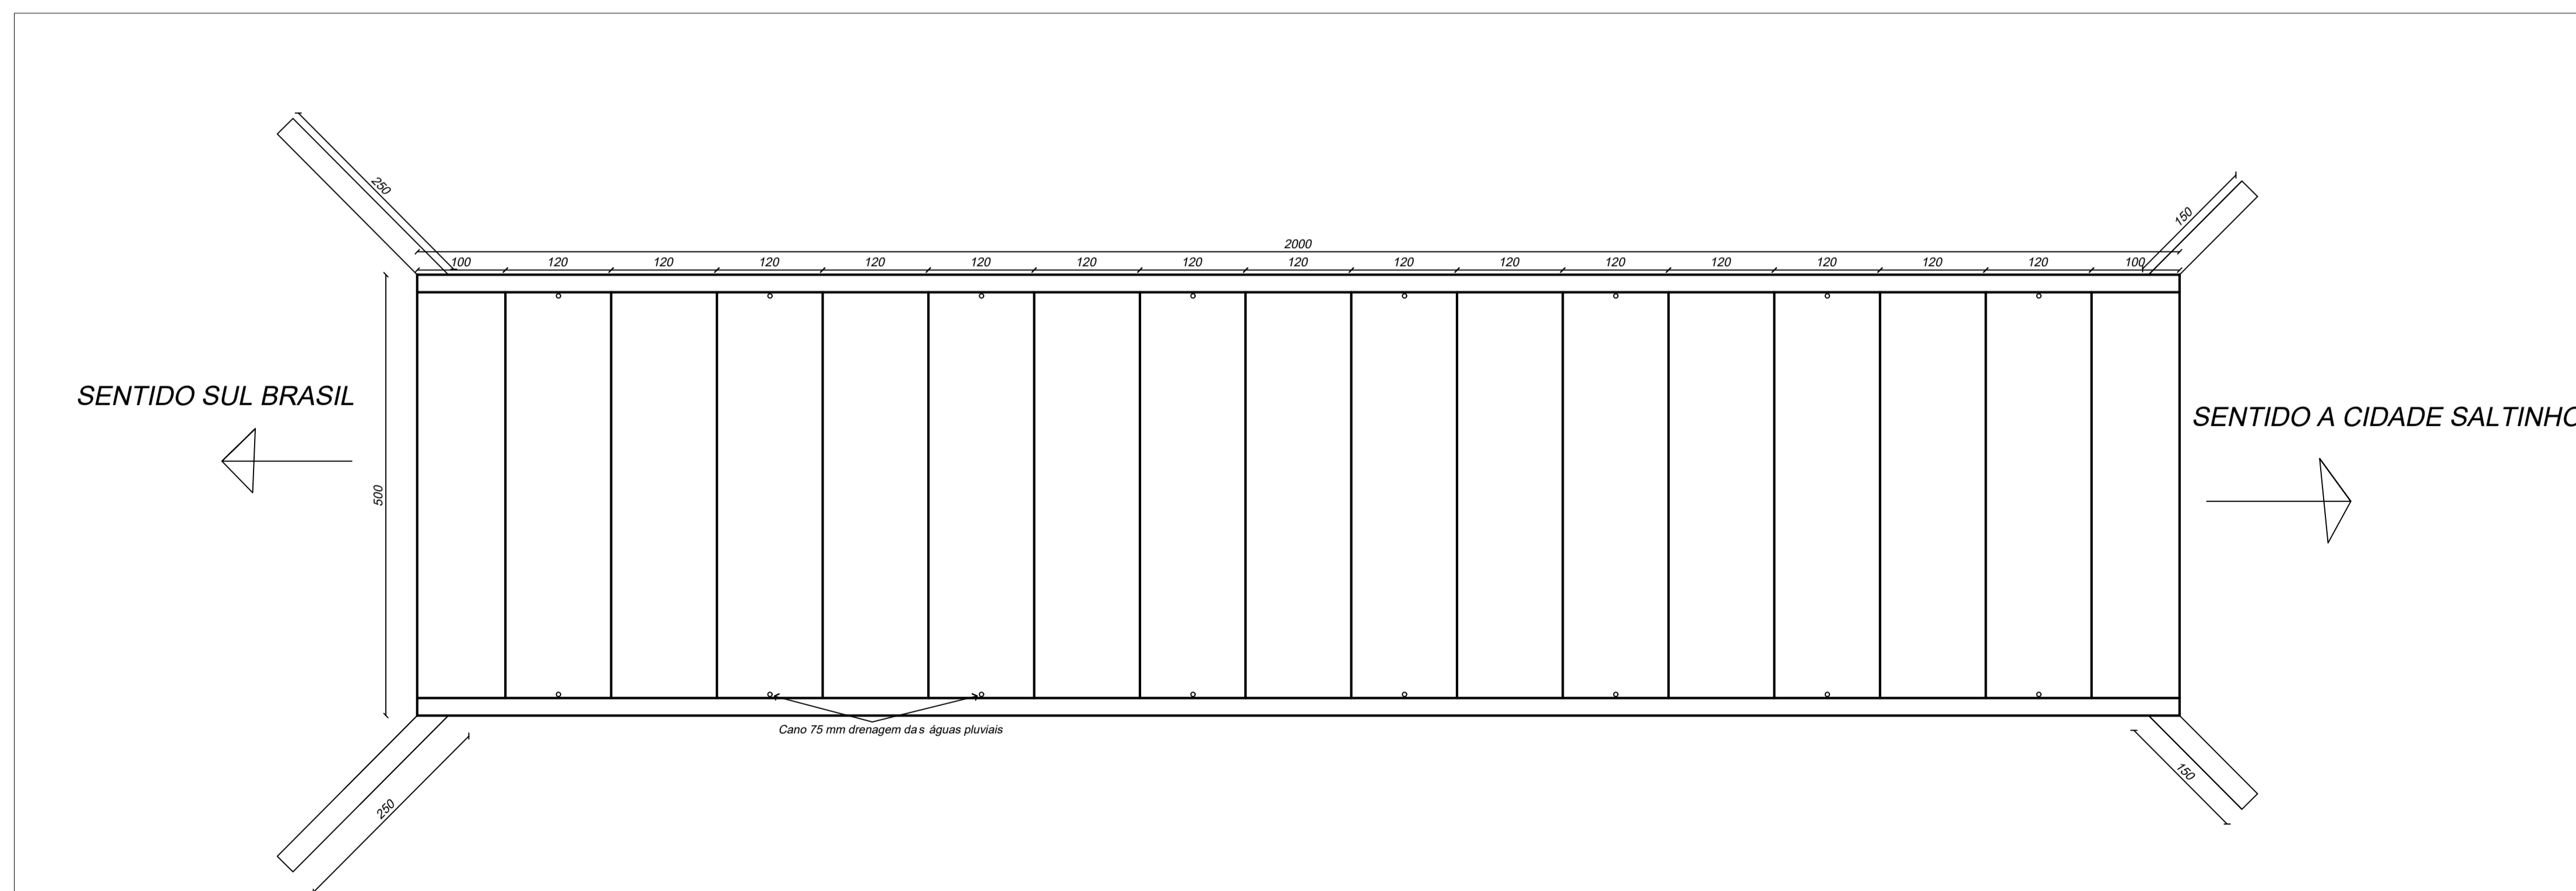 250
150
2000
100 120 120 120 120 120 120 120 120 120 120 120 120 120 120 120 100
SENTIDO SUL BRASIL
SENTIDO A CIDADE SALTINHO
500
Cano 75 mm drenagem das águas pluviais
250
150